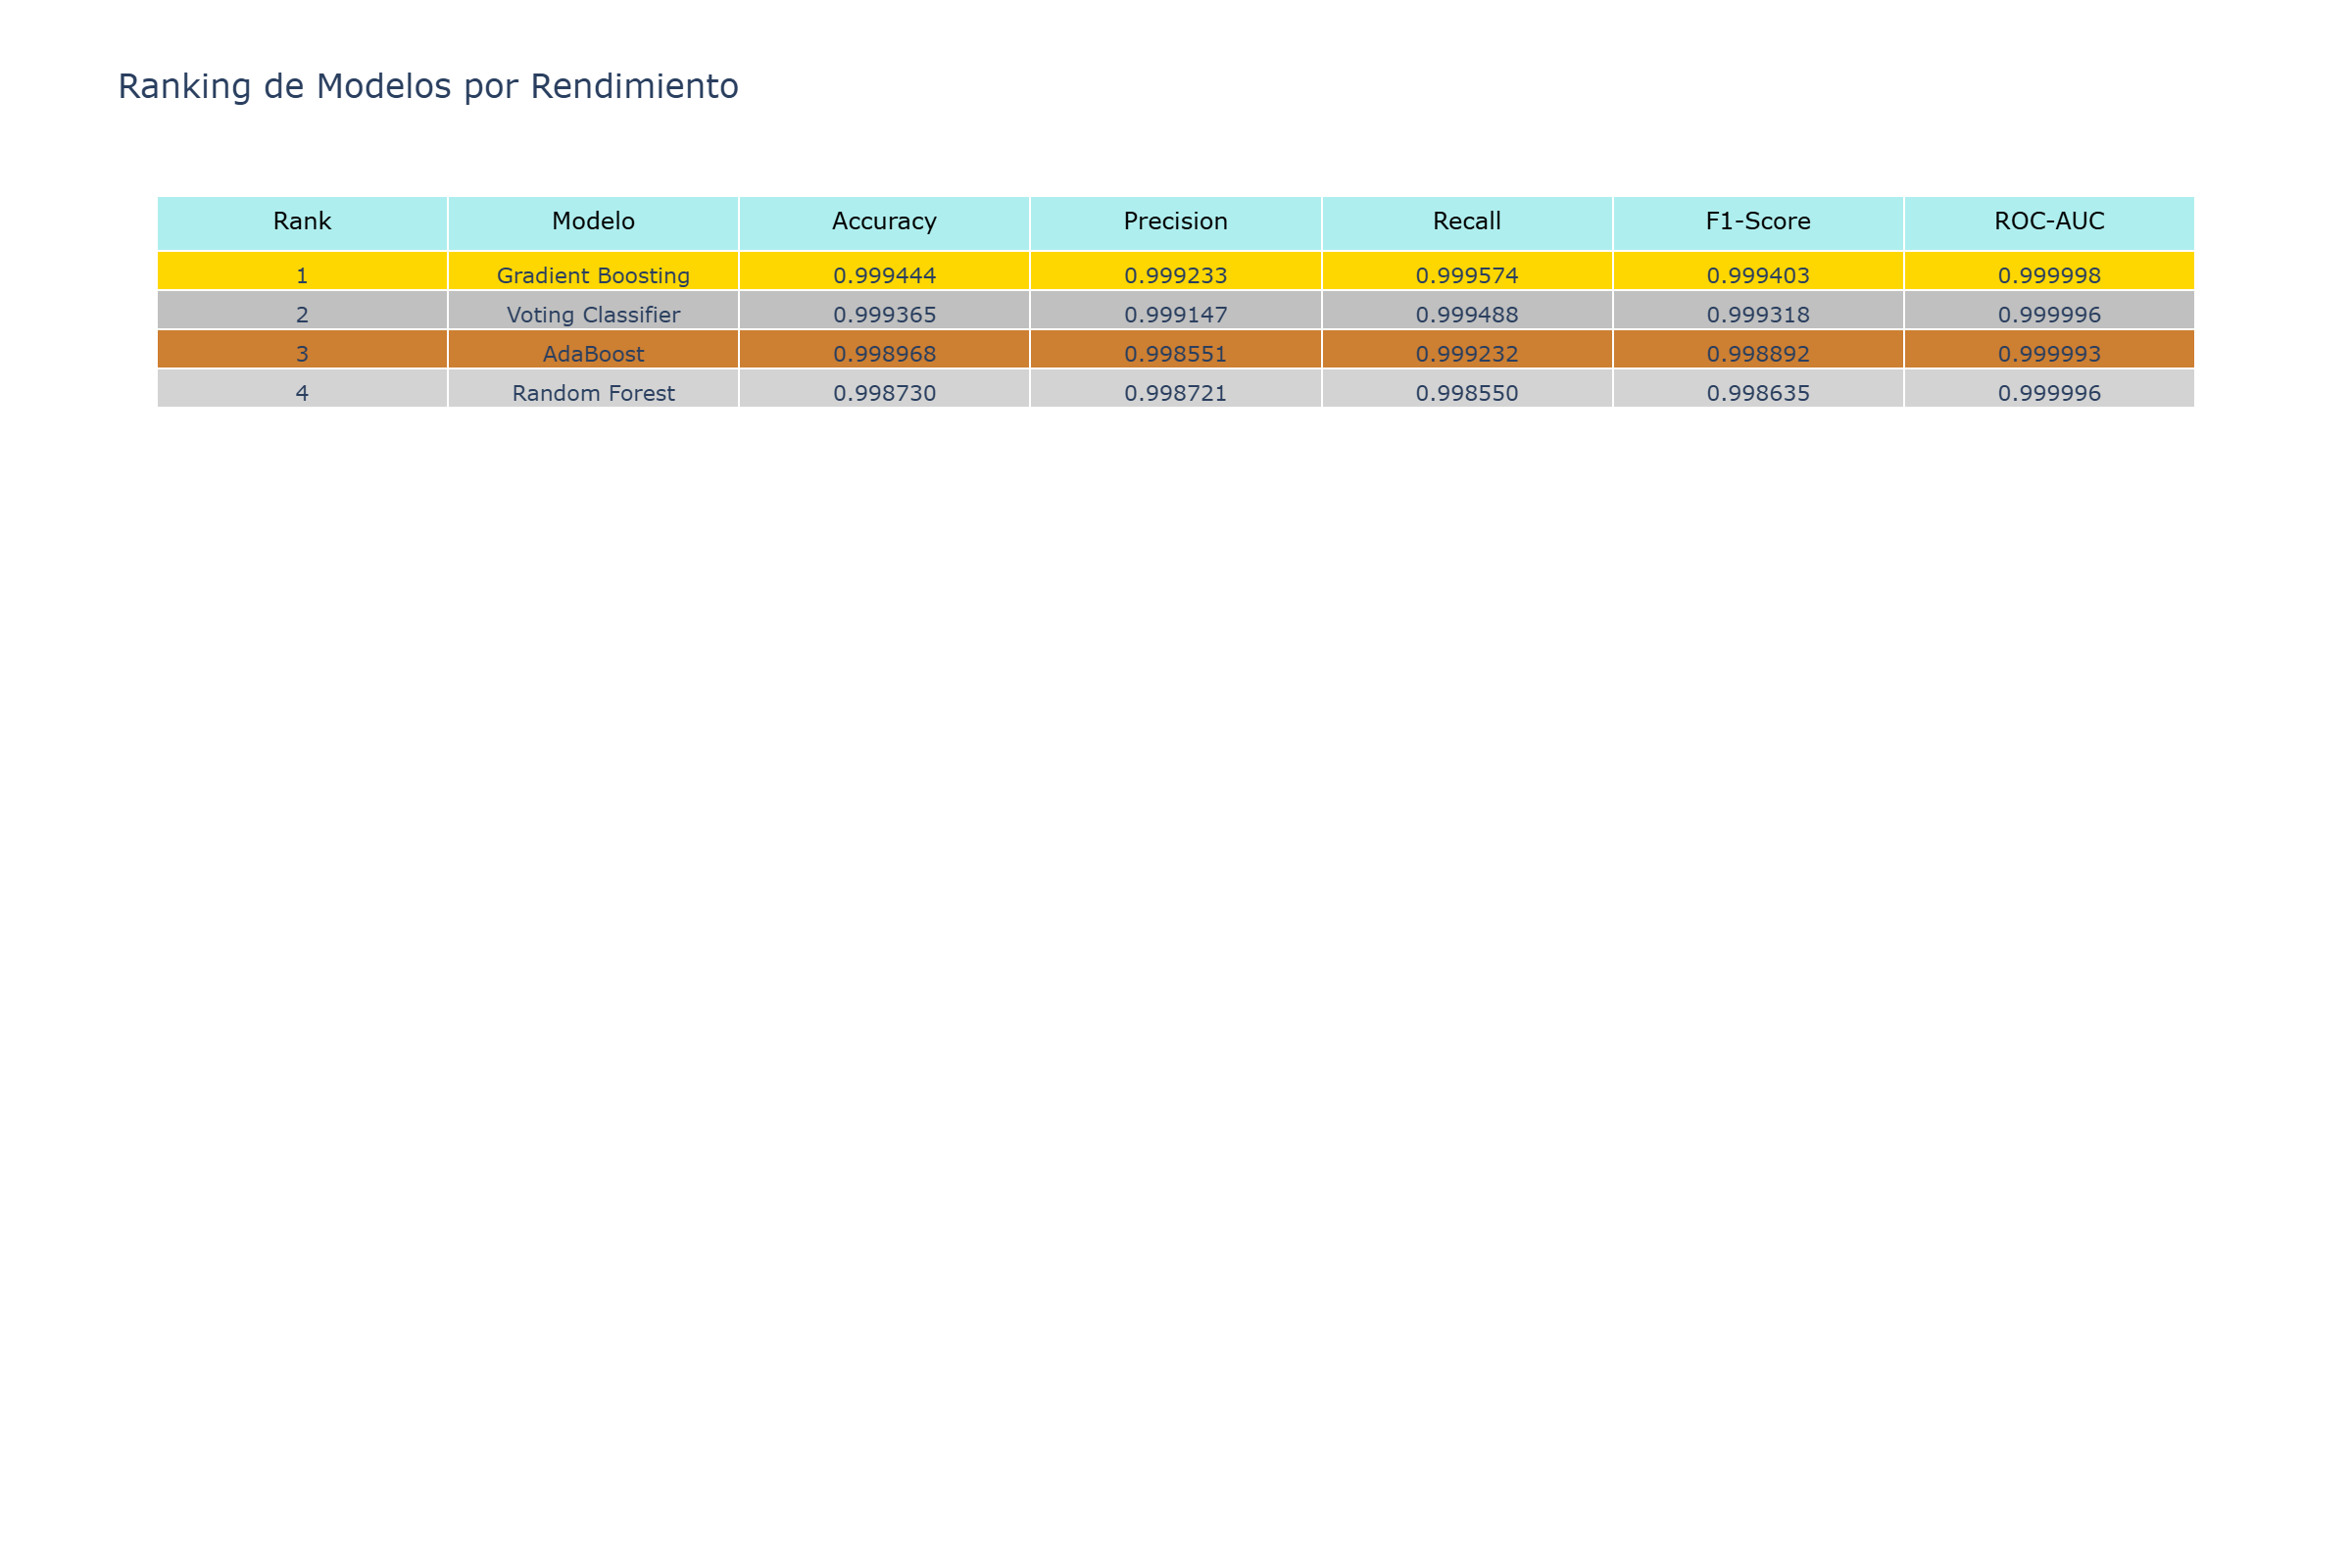 Ranking de Modelos por Rendimiento
Rank Modelo Accuracy Precision Recall F1-Score ROC-AUC
1 Gradient Boosting 0.999444 0.999233 0.999574 0.999403 0.999998
2 Voting Classifier 0.999365 0.999147 0.999488 0.999318 0.999996
3 AdaBoost 0.998968 0.998551 0.999232 0.998892 0.999993
4 Random Forest 0.998730 0.998721 0.998550 0.998635 0.999996